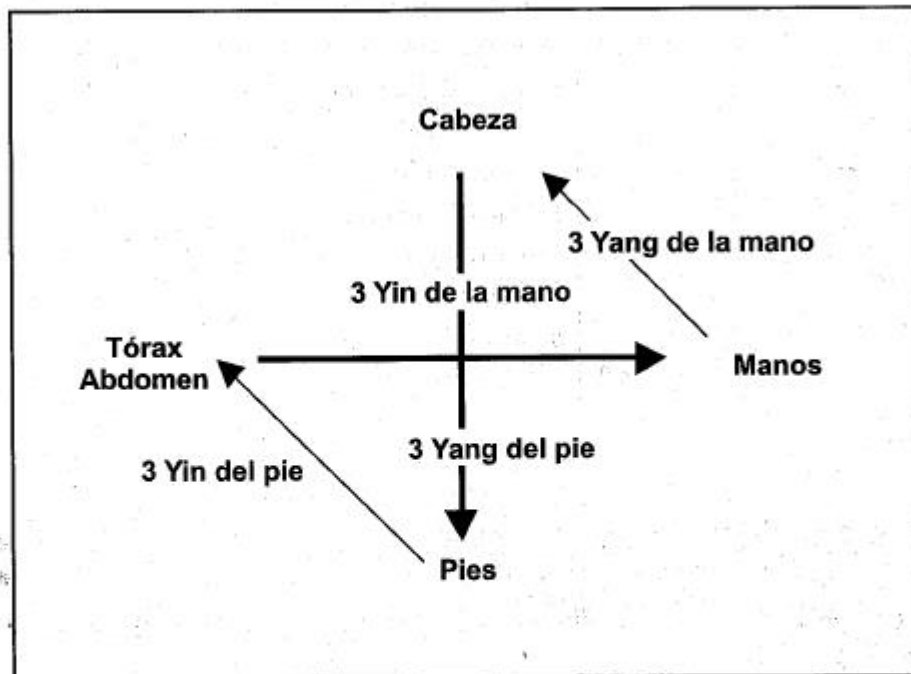 Cabeza
3 Yang de la mano
3 Yin de la mano
Tórax
Abdomen
Manos
3 Yang del pie
3 Yin del pie
Pies